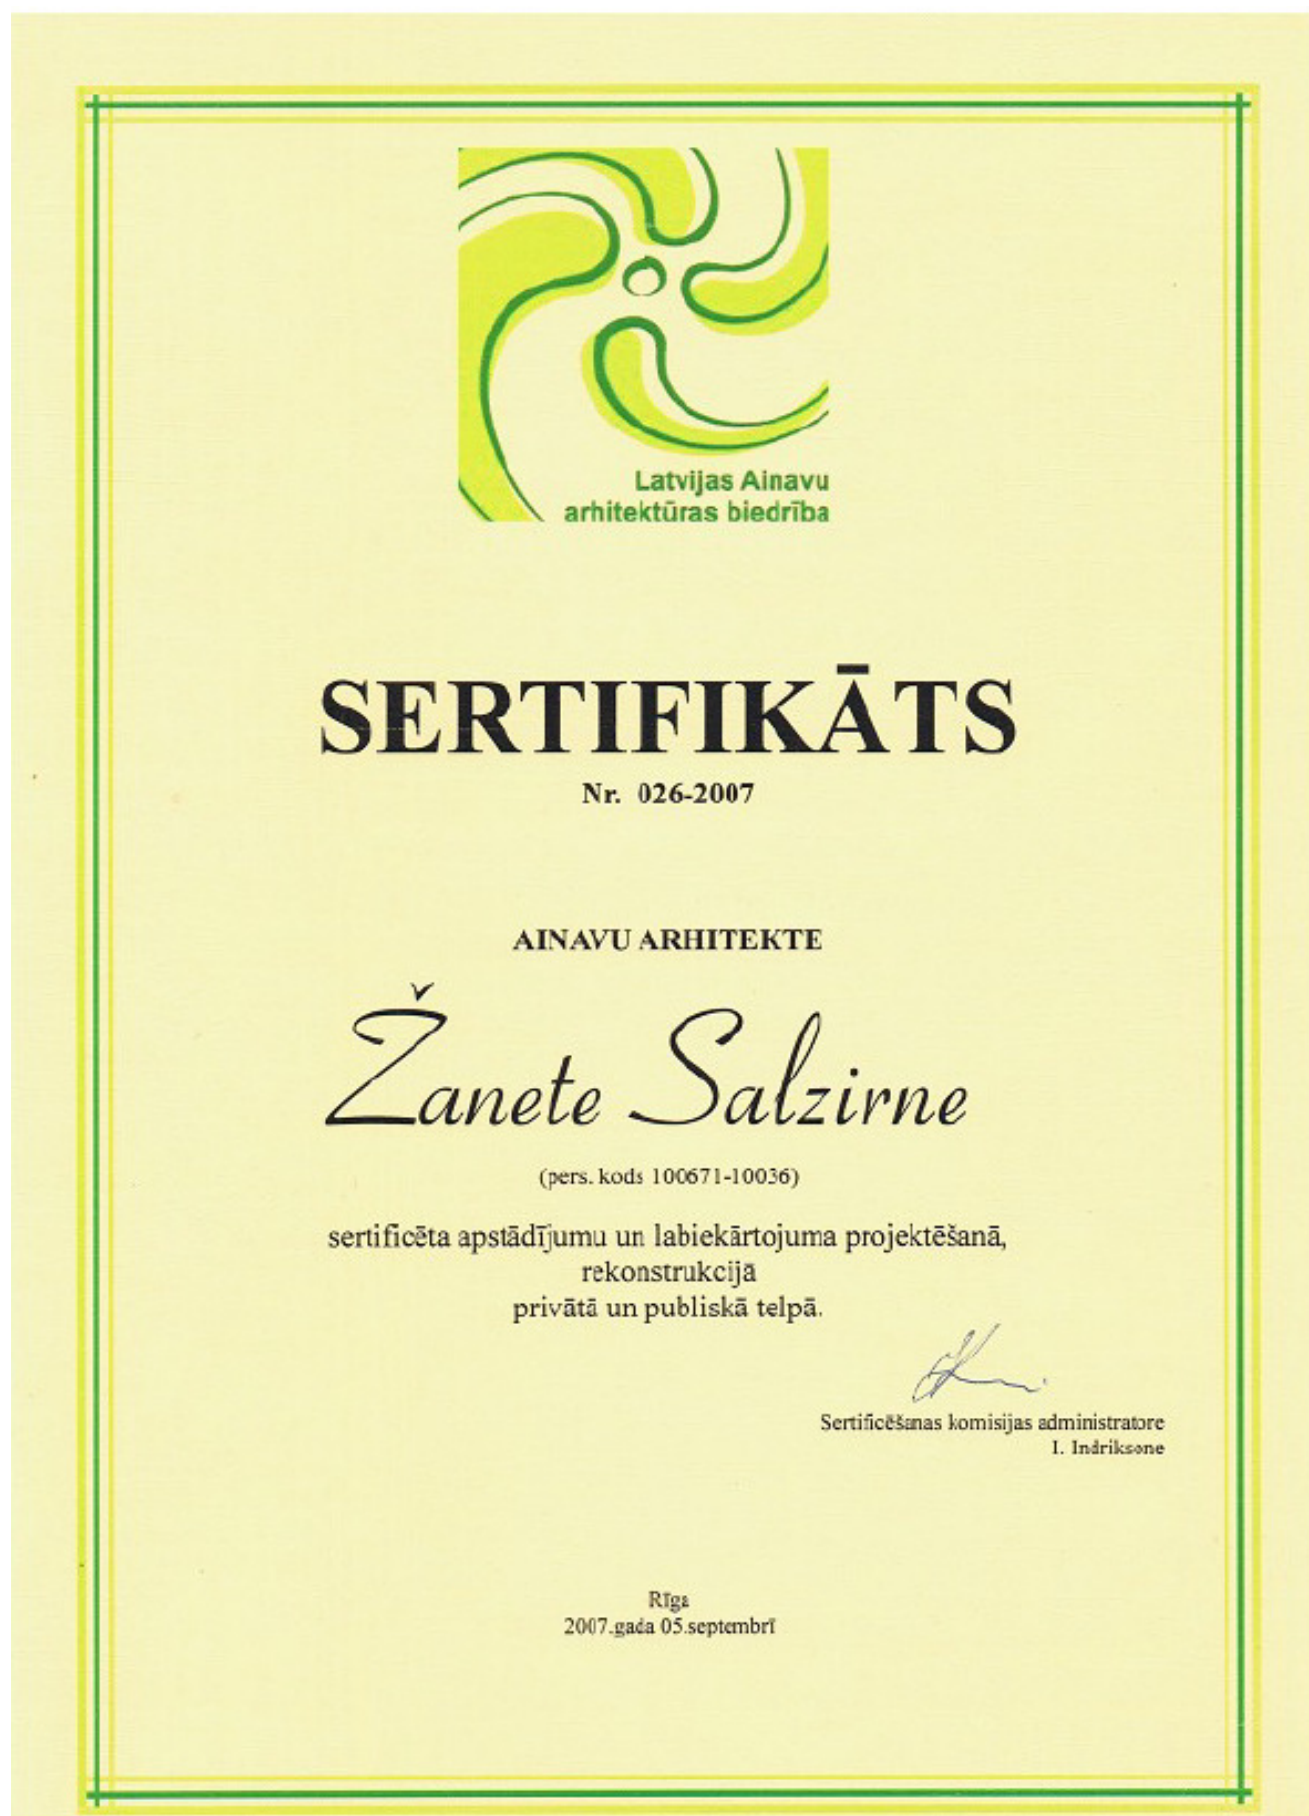 Latvijas Ainavu
arhitektūras biedrība
SERTIFIKĀTS
Nr. 026-2007
AINAVU ARHITEKTE
Žanete Salzirne
(pers. kods 100671-10036)
sertificēta apstādījumu un labiekārtojuma projektēšanā,
rekonstrukcijā
privātā un publiskā telpā.
Sertificēšanas komisijas administratore
I. Indriksone
Rīga
2007.gada 05.septembrī